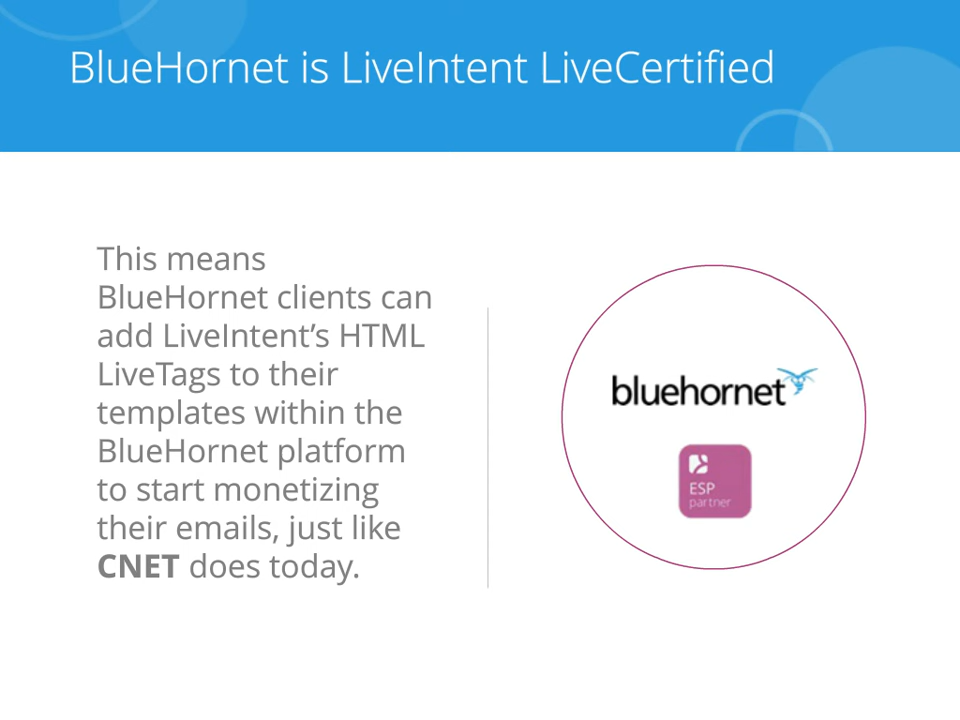 BlueHornet is LiveIntent LiveCertified
This means
BlueHornet clients can
add LiveIntent’s HTML
LiveTags to their
templates within the
BlueHornet platform
to start monetizing
their emails, just like
CNET does today.
bluehornet
ESP
partner